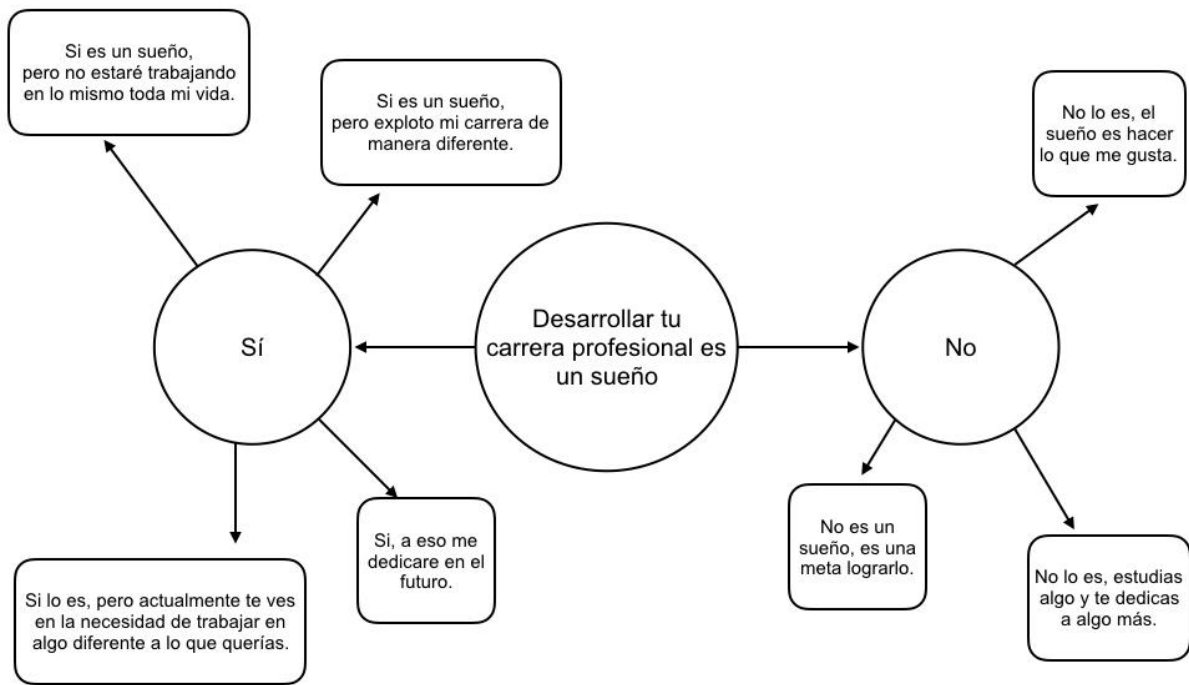 Si es un sueño,
pero no estaré trabajando
en lo mismo toda mi vida.
Si es un sueño,
pero exploto mi carrera de
manera diferente.
No lo es, el
sueño es hacer
lo que me gusta.
Sí
Desarrollar tu
carrera profesional es
un sueño
No
Si lo es, pero actualmente te ves
en la necesidad de trabajar en
algo diferente a lo que querías.
Si, a eso me
dedicare en el
futuro.
No es un
sueño, es una
meta lograrlo.
No lo es, estudias
algo y te dedicas
a algo más.